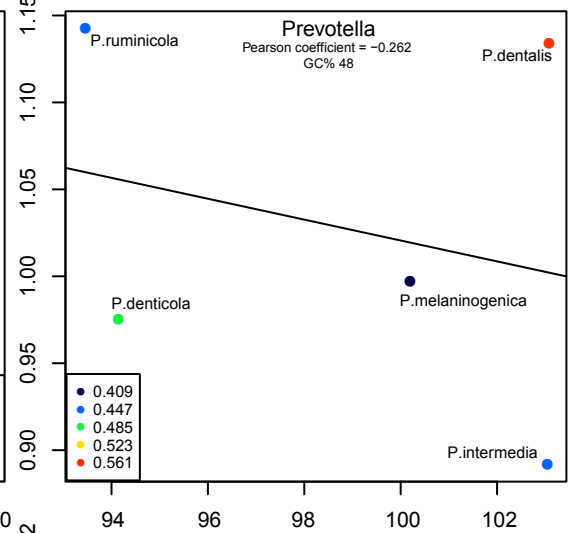 Prevotella
Pearson coefficient = −0.262
GC% 48
P.ruminicola
P.dentalis
P.denticola
P.melaninogenica
P.intermedia
1.15
1.10
1.05
1.00
0.95
0.90
0.409
0.447
0.485
0.523
0.561
0
2
94
96
98
100
102